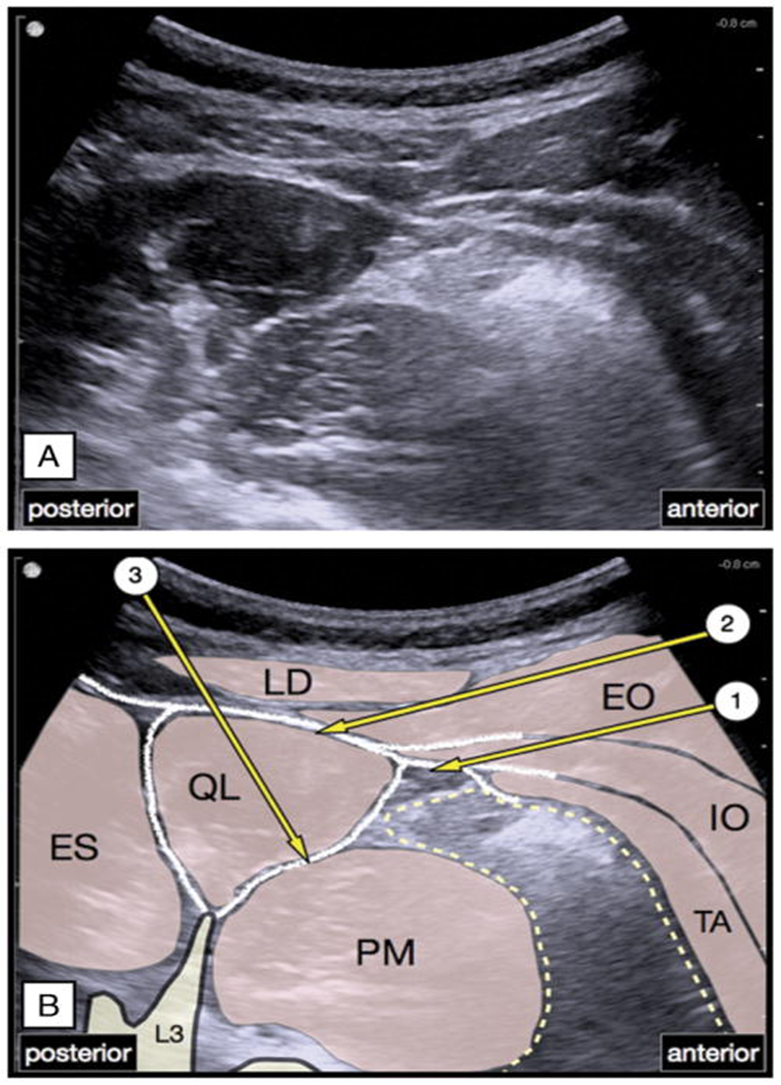 -0.8 cm
A
posterior
anterior
3
-0.8 cm
2
LD
1
EO
QL
IO
ES
TA
PM
B
L3
posterior
anterior